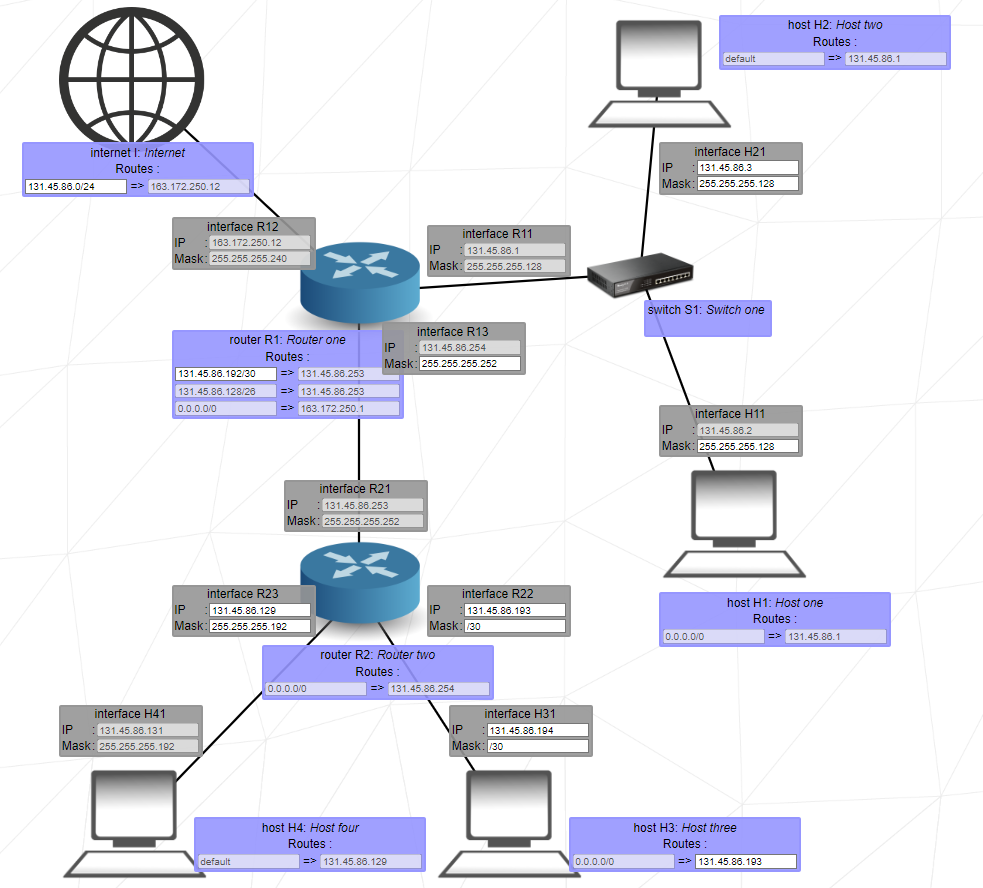 host H2: Host two
Routes :
default => 131.45.86.1
internet I: Internet
Routes :
131.45.86.0/24 => 163.172.250.12
interface H21
IP : 131.45.86.3
Mask: 255.255.255.128
interface R12
IP : 163.172.250.12
Mask: 255.255.255.240
interface R11
IP : 131.45.86.1
Mask: 255.255.255.128
switch S1: Switch one
router R1: Router one
Routes :
131.45.86.192/30 => 131.45.86.253
131.45.86.128/26 => 131.45.86.253
0.0.0.0/0 => 163.172.250.1
interface R13
IP : 131.45.86.254
Mask: 255.255.255.252
interface H11
IP : 131.45.86.2
Mask: 255.255.255.128
interface R21
IP : 131.45.86.253
Mask: 255.255.255.252
interface R23
IP : 131.45.86.129
Mask: 255.255.255.192
interface R22
IP : 131.45.86.193
Mask: /30
host H1: Host one
Routes :
0.0.0.0/0 => 131.45.86.1
router R2: Router two
Routes :
0.0.0.0/0 => 131.45.86.254
interface H41
IP : 131.45.86.131
Mask: 255.255.255.192
interface H31
IP : 131.45.86.194
Mask: /30
host H4: Host four
Routes :
default => 131.45.86.129
host H3: Host three
Routes :
0.0.0.0/0 => 131.45.86.193